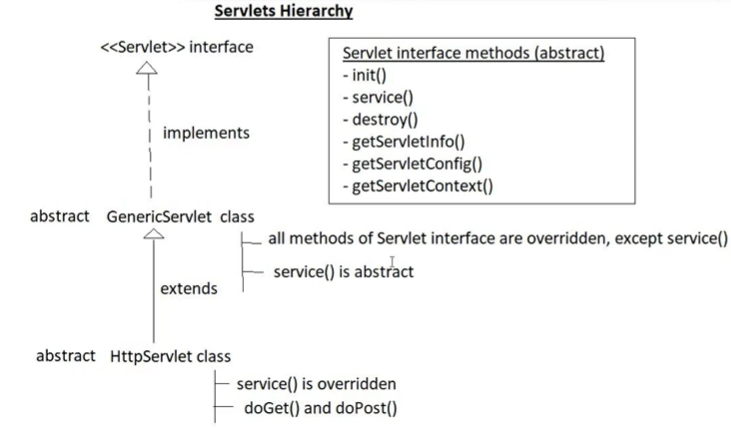 Servlets Hierarchy
<<Servlet>> interface
Servlet interface methods (abstract)
- init()
- service()
- destroy()
- getServletInfo()
- getServletConfig()
- getServletContext()
implements
abstract GenericServlet class
all methods of Servlet interface are overridden, except service()
service() is abstract
extends
abstract HttpServlet class
service() is overridden
doGet() and doPost()